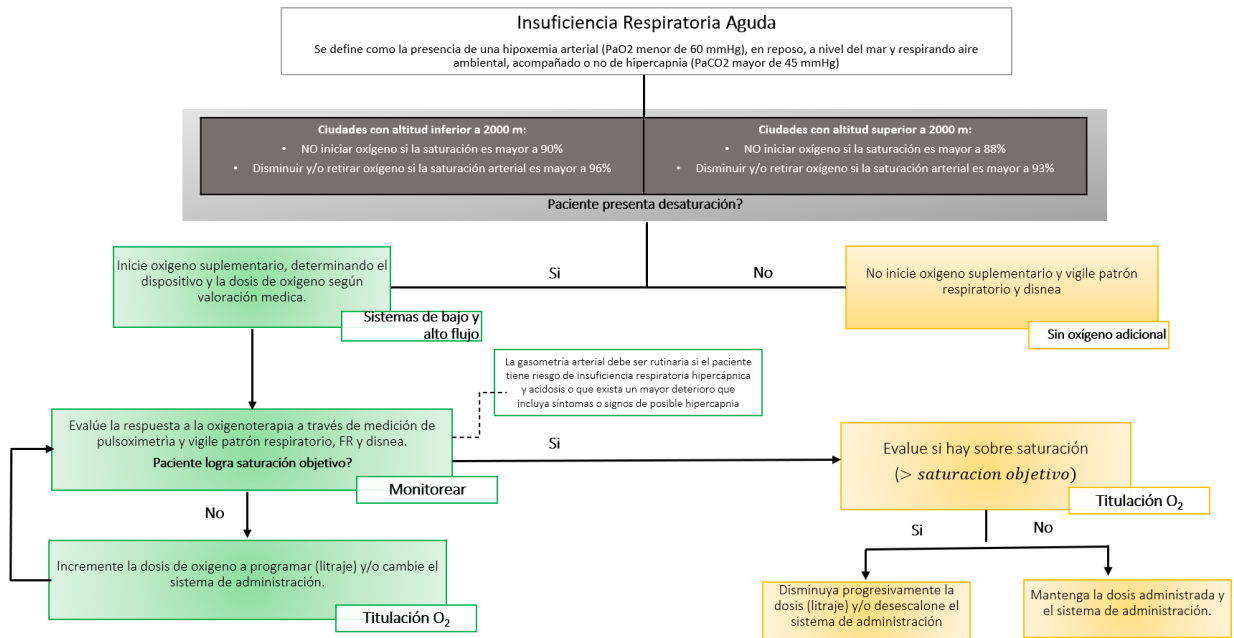 Insuficiencia Respiratoria Aguda
Se define como la presencia de una hipoxemia arterial (PaO2 menor de 60 mmHg), en reposo, a nivel del mar y respirando aire
ambiental, acompañado o no de hipercapnia (PaCO2 mayor de 45 mmHg)
Ciudades con altitud inferior a 2000 m:
• NO iniciar oxígeno si la saturación es mayor a 90%
• Disminuir y/o retirar oxígeno si la saturación arterial es mayor a 96%
Ciudades con altitud superior a 2000 m:
• NO iniciar oxígeno si la saturación es mayor a 88%
• Disminuir y/o retirar oxígeno si la saturación arterial es mayor a 93%
Paciente presenta desaturación?
Si
No
Inicie oxigeno suplementario, determinando el
dispositivo y la dosis de oxigeno según
valoración medica.
Sistemas de bajo y
alto flujo
No inicie oxigeno suplementario y vigile patrón
respiratorio y disnea
Sin oxígeno adicional
La gasometría arterial debe ser rutinaria si el paciente
tiene riesgo de insuficiencia respiratoria hipercápnica
y acidosis o que exista un mayor deterioro que
incluya síntomas o signos de posible hipercapnia
Evalúe la respuesta a la oxigenoterapia a través de medición de
pulsoximetrìa y vigile patrón respiratorio, FR y disnea.
Paciente logra saturación objetivo?
Monitorear
Si
Evalue si hay sobre saturación
(> saturacion objetivo)
Titulación O₂
No
Incremente la dosis de oxigeno a programar (litraje) y/o cambie el
sistema de administración.
Titulación O₂
Si
No
Disminuya progresivamente la
dosis (litraje) y/o desescalone el
sistema de administración
Mantenga la dosis administrada y
el sistema de administración.